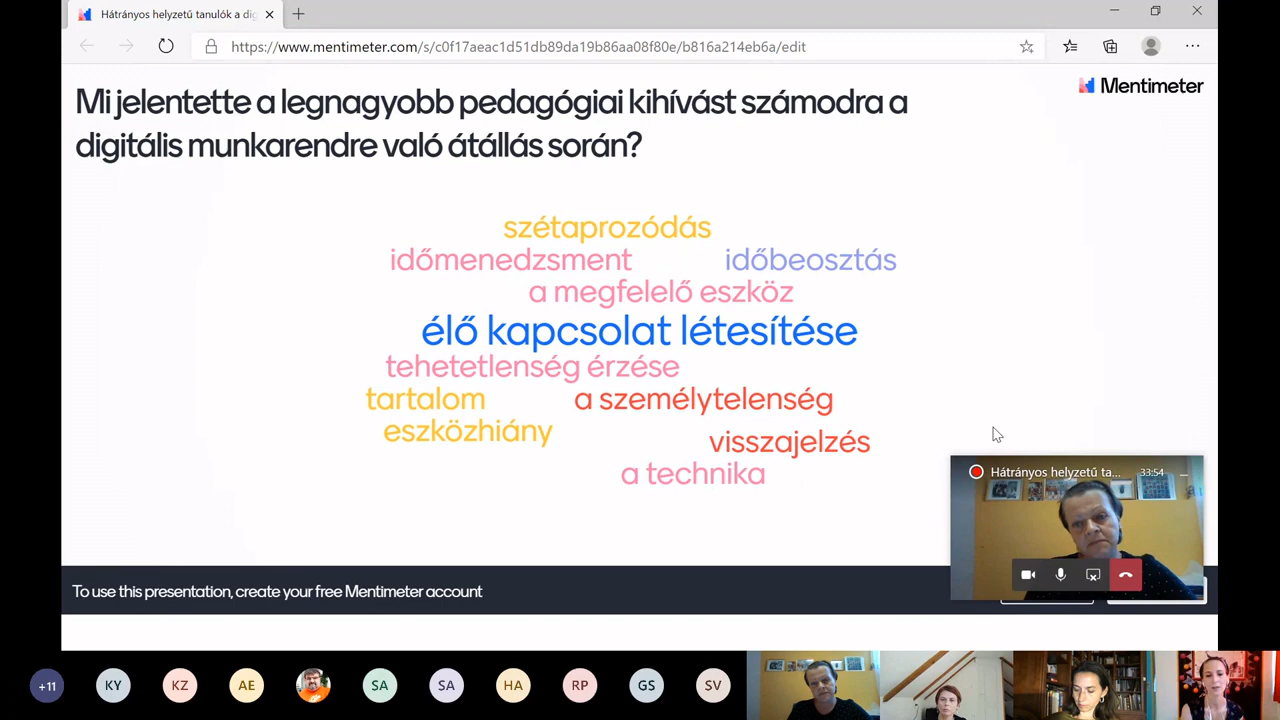 Hátrányos helyzetű tanulók a dig
https://www.mentimeter.com/s/c0f17aeac1d51db89da19b86aa08f80e/b816a214eb6a/edit
Mentimeter
Mi jelentette a legnagyobb pedagógiai kihívást számodra a
digitális munkarendre való átállás során?
szétaprozódás
időmenedzsment
időbeosztás
a megfelelő eszköz
élő kapcsolat létesítése
tehetetlenség érzése
tartalom
a személytelenség
eszközhiány
visszajelzés
a technika
Hátrányos helyzetű ta...
33:54
To use this presentation, create your free Mentimeter account
+11
KY
KZ
AE
SA
SA
HA
RP
GS
SV